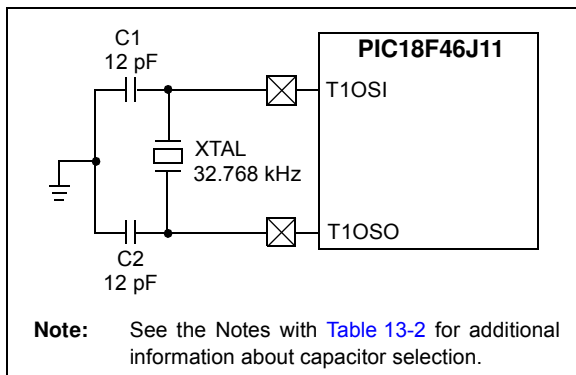 C1
12 pF
PIC18F46J11
T1OSI
XTAL
32.768 kHz
T1OSO
C2
12 pF
Note: See the Notes with Table 13-2 for additional
information about capacitor selection.